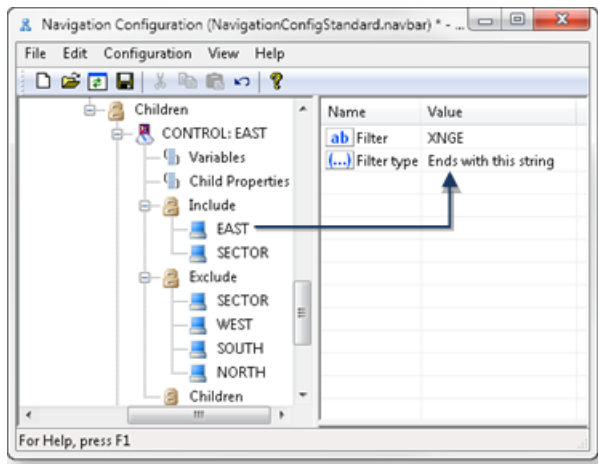 Navigation Configuration (NavigationConfigStandard.navbar) * - ...
File Edit Configuration View Help
Children
CONTROL: EAST
Variables
Child Properties
Include
EAST
SECTOR
Exclude
SECTOR
WEST
SOUTH
NORTH
Children
Name Value
ab Filter XNGE
(...) Filter type Ends with this string
For Help, press F1